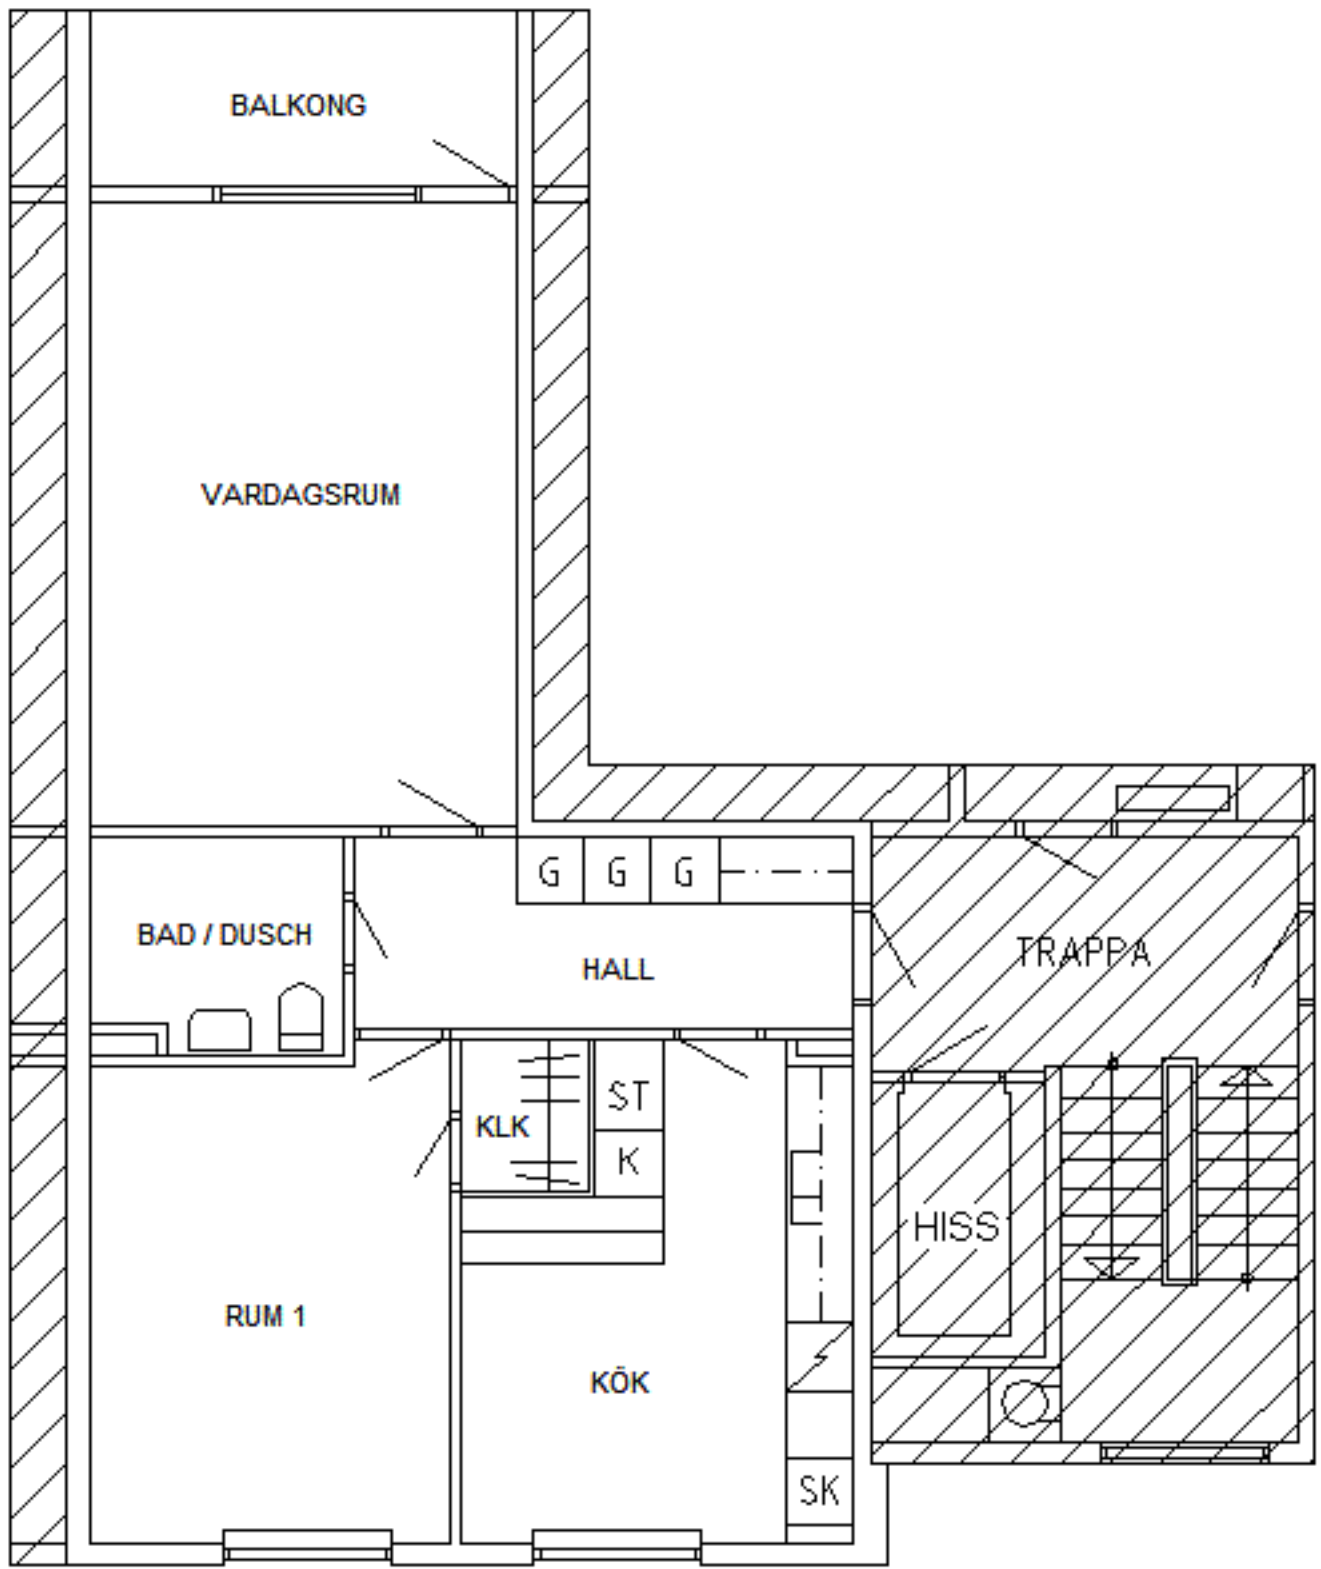 BALKONG
VARDAGSRUM
G G G
BAD / DUSCH
HALL
TRAPPA
ST
KLK
K
HISS
RUM 1
KÖK
SK